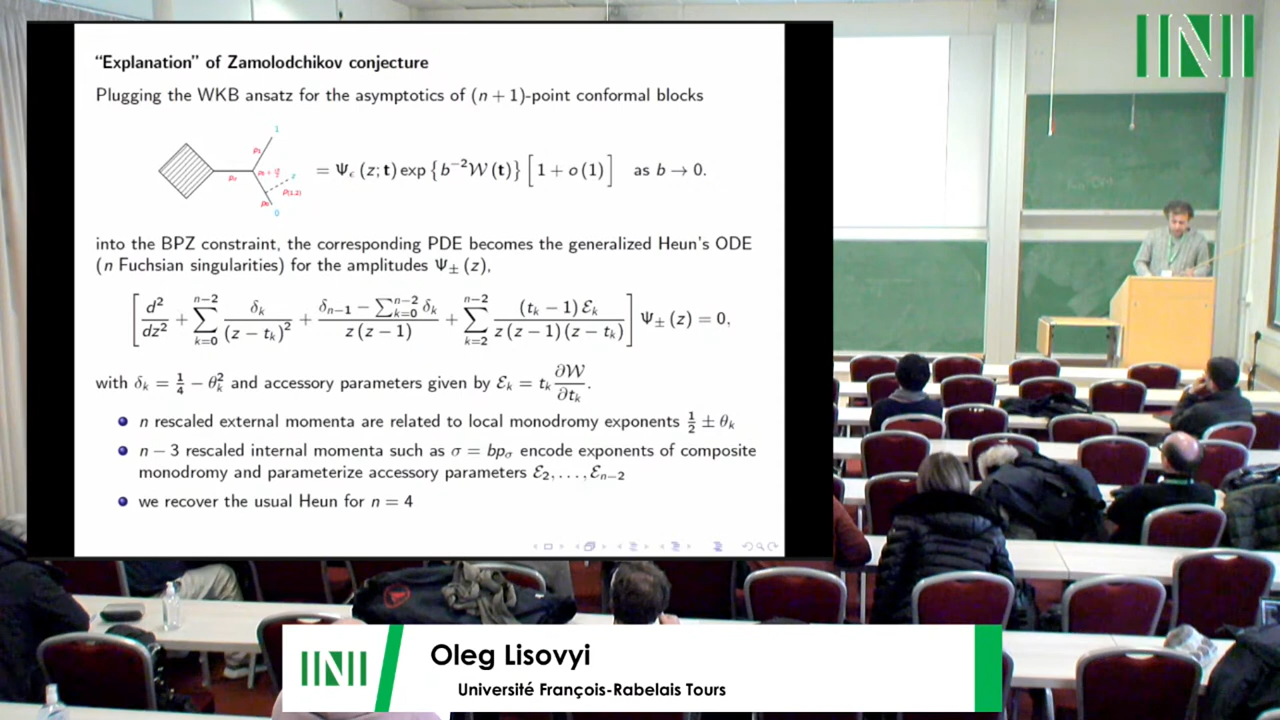 "Explanation" of Zamolodchikov conjecture
Plugging the WKB ansatz for the asymptotics of (n + 1)-point conformal blocks
= Ψ_ϵ (z; t) exp {b⁻² 𝒲 (t)} [1 + o (1)] as b → 0.
into the BPZ constraint, the corresponding PDE becomes the generalized Heun's ODE
(n Fuchsian singularities) for the amplitudes Ψ± (z),
[ d²/dz² + ∑_{k=0}^{n−2} δ_k/(z − t_k)² + (δ_{n−1} − ∑_{k=0}^{n−2} δ_k)/(z (z − 1)) + ∑_{k=2}^{n−2} (t_k − 1) ℰ_k/(z (z − 1) (z − t_k)) ] Ψ± (z) = 0,
with δ_k = 1/4 − θ_k² and accessory parameters given by ℰ_k = t_k ∂𝒲/∂t_k.
n rescaled external momenta are related to local monodromy exponents 1/2 ± θ_k
n − 3 rescaled internal momenta such as σ = bp_σ encode exponents of composite
monodromy and parameterize accessory parameters ℰ₂, . . . , ℰ_{n−2}
we recover the usual Heun for n = 4
INI
INI
Oleg Lisovyi
Université François-Rabelais Tours